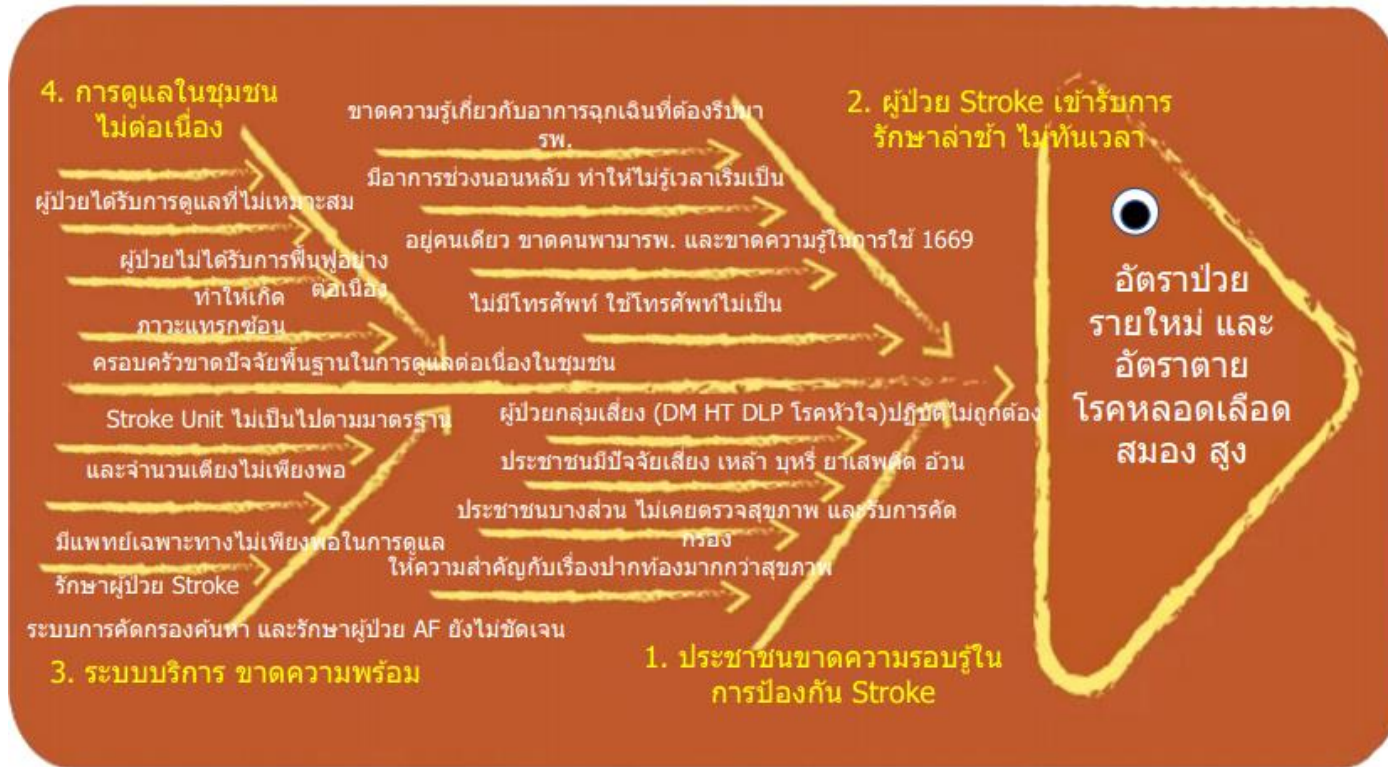 4. การดูแลในชุมชน
ไม่ต่อเนื่อง
ผู้ป่วยได้รับการดูแลที่ไม่เหมาะสม
ผู้ป่วยไม่ได้รับการฟื้นฟูอย่าง
ต่อเนื่อง
ทำให้เกิด
ภาวะแทรกซ้อน
ครอบครัวขาดปัจจัยพื้นฐานในการดูแลต่อเนื่องในชุมชน
ขาดความรู้เกี่ยวกับอาการฉุกเฉินที่ต้องรีบมา
รพ.
มีอาการช่วงนอนหลับ ทำให้ไม่รู้เวลาเริ่มเป็น
อยู่คนเดียว ขาดคนพามารพ. และขาดความรู้ในการใช้ 1669
ไม่มีโทรศัพท์ ใช้โทรศัพท์ไม่เป็น
2. ผู้ป่วย Stroke เข้ารับการ
รักษาล่าช้า ไม่ทันเวลา
อัตราป่วย
รายใหม่ และ
อัตราตาย
โรคหลอดเลือด
สมอง สูง
Stroke Unit ไม่เป็นไปตามมาตรฐาน
และจำนวนเตียงไม่เพียงพอ
มีแพทย์เฉพาะทางไม่เพียงพอในการดูแล
รักษาผู้ป่วย Stroke
ระบบการคัดกรองค้นหา และรักษาผู้ป่วย AF ยังไม่ชัดเจน
3. ระบบบริการ ขาดความพร้อม
ผู้ป่วยกลุ่มเสี่ยง (DM HT DLP โรคหัวใจ)ปฏิบัติไม่ถูกต้อง
ประชาชนมีปัจจัยเสี่ยง เหล้า บุหรี่ ยาเสพติด อ้วน
ประชาชนบางส่วน ไม่เคยตรวจสุขภาพ และรับการคัด
กรอง
ให้ความสำคัญกับเรื่องปากท้องมากกว่าสุขภาพ
1. ประชาชนขาดความรอบรู้ใน
การป้องกัน Stroke